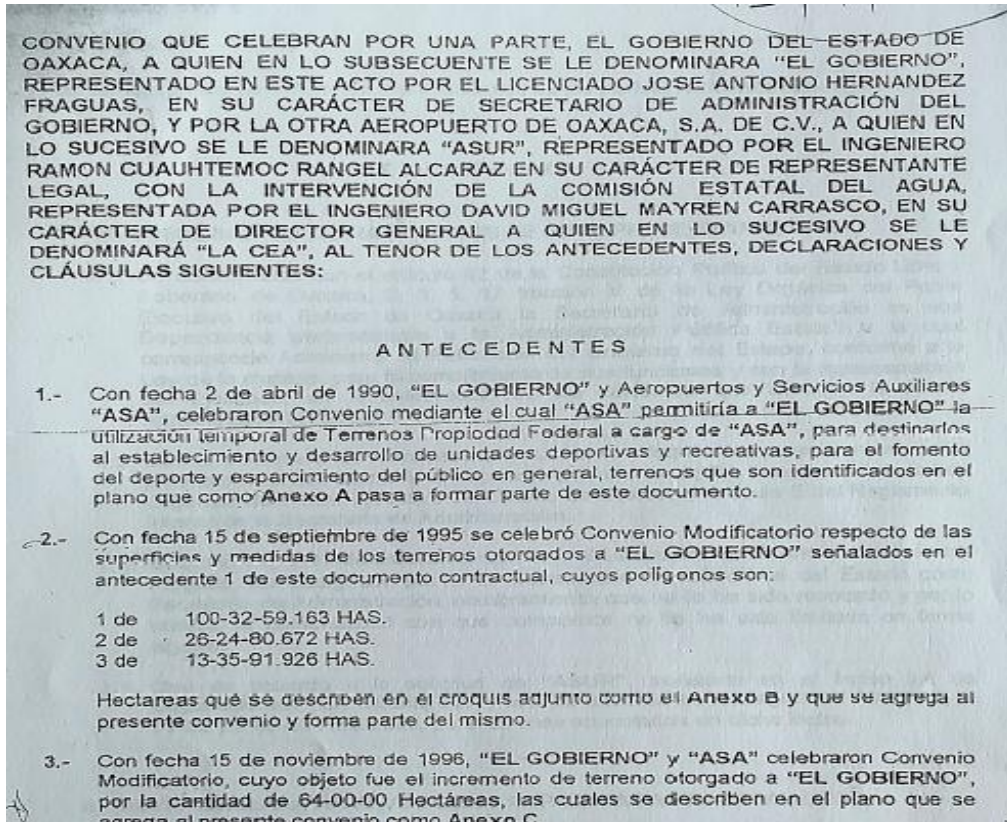 CONVENIO QUE CELEBRAN POR UNA PARTE, EL GOBIERNO DEL ESTADO DE
OAXACA, A QUIEN EN LO SUBSECUENTE SE LE DENOMINARA "EL GOBIERNO",
REPRESENTADO EN ESTE ACTO POR EL LICENCIADO JOSE ANTONIO HERNANDEZ
FRAGUAS, EN SU CARÁCTER DE SECRETARIO DE ADMINISTRACIÓN DEL
GOBIERNO, Y POR LA OTRA AEROPUERTO DE OAXACA, S.A. DE C.V., A QUIEN EN
LO SUCESIVO SE LE DENOMINARA "ASUR", REPRESENTADO POR EL INGENIERO
RAMON CUAUHTEMOC RANGEL ALCARAZ EN SU CARÁCTER DE REPRESENTANTE
LEGAL, CON LA INTERVENCIÓN DE LA COMISIÓN ESTATAL DEL AGUA,
REPRESENTADA POR EL INGENIERO DAVID MIGUEL MAYREN CARRASCO, EN SU
CARÁCTER DE DIRECTOR GENERAL A QUIEN EN LO SUCESIVO SE LE
DENOMINARÁ "LA CEA", AL TENOR DE LOS ANTECEDENTES, DECLARACIONES Y
CLÁUSULAS SIGUIENTES:
A N T E C E D E N T E S
1.- Con fecha 2 de abril de 1990, "EL GOBIERNO" y Aeropuertos y Servicios Auxiliares
"ASA", celebraron Convenio mediante el cual "ASA" permitiría a "EL GOBIERNO" la
utilización temporal de Terrenos Propiedad Federal a cargo de "ASA", para destinarlos
al establecimiento y desarrollo de unidades deportivas y recreativas, para el fomento
del deporte y esparcimiento del público en general, terrenos que son identificados en el
plano que como Anexo A pasa a formar parte de este documento.
2.- Con fecha 15 de septiembre de 1995 se celebró Convenio Modificatorio respecto de las
superficies y medidas de los terrenos otorgados a "EL GOBIERNO" señalados en el
antecedente 1 de este documento contractual, cuyos polígonos son:
1 de 100-32-59.163 HAS.
2 de 26-24-80.672 HAS.
3 de 13-35-91.926 HAS.
Hectareas que se describen en el croquis adjunto como el Anexo B y que se agrega al
presente convenio y forma parte del mismo.
3.- Con fecha 15 de noviembre de 1996, "EL GOBIERNO" y "ASA" celebraron Convenio
Modificatorio, cuyo objeto fue el incremento de terreno otorgado a "EL GOBIERNO",
por la cantidad de 64-00-00 Hectáreas, las cuales se describen en el plano que se
agrega al presente convenio como Anexo C